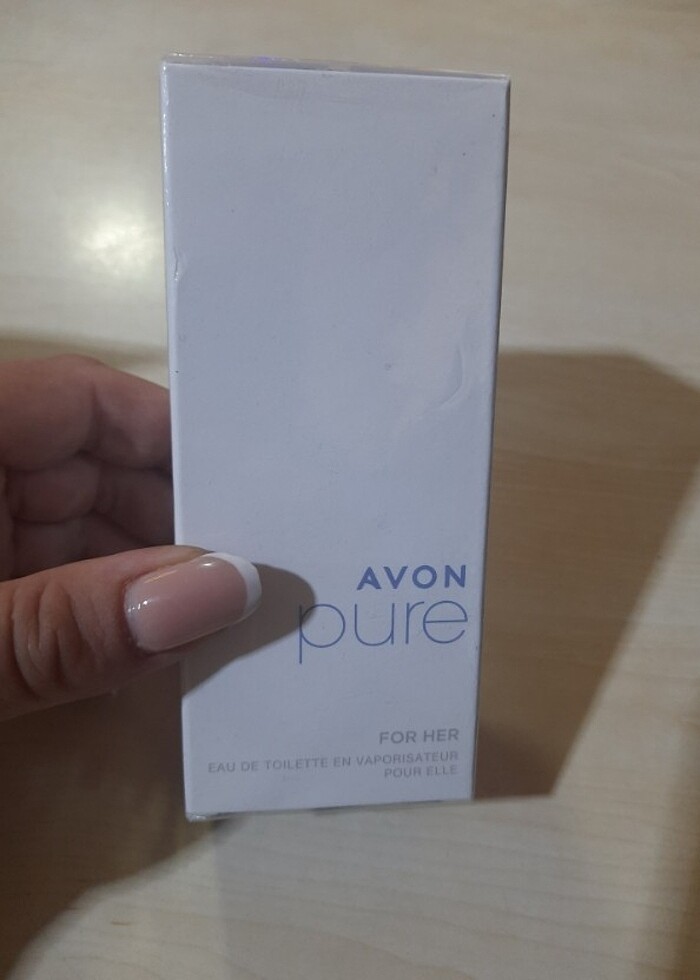 AVON
pure
FOR HER
EAU DE TOILETTE EN VAPORISATEUR
POUR ELLE